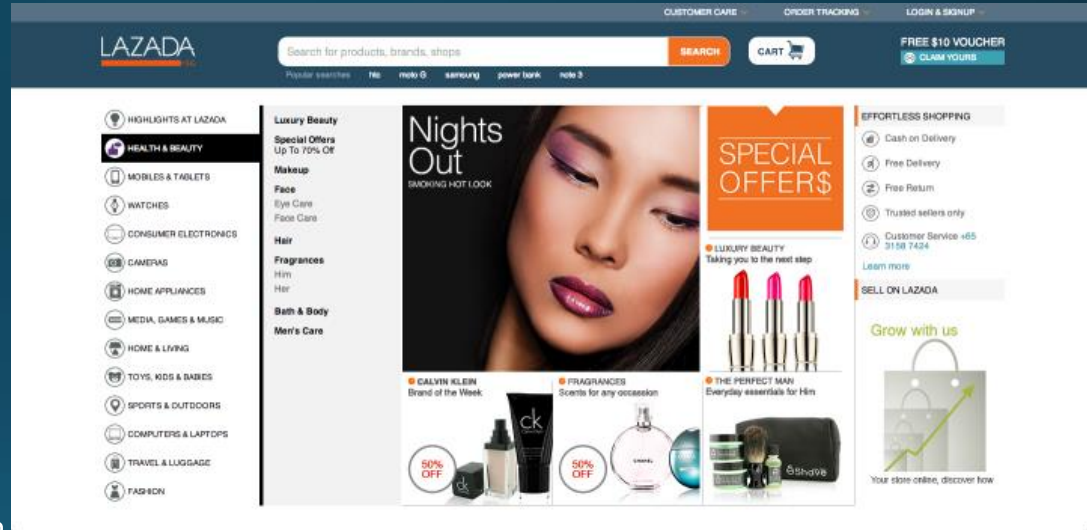 CUSTOMER CARE
ORDER TRACKING
LOGIN & SIGNUP
LAZADA
Search for products, brands, shops
SEARCH
CART
FREE $10 VOUCHER
CLAIM YOURS
Popular searches htc moto G samsung power bank note 3
HIGHLIGHTS AT LAZADA
HEALTH & BEAUTY
MOBILES & TABLETS
WATCHES
CONSUMER ELECTRONICS
CAMERAS
HOME APPLIANCES
MEDIA, GAMES & MUSIC
HOME & LIVING
TOYS, KIDS & BABIES
SPORTS & OUTDOORS
COMPUTERS & LAPTOPS
TRAVEL & LUGGAGE
FASHION
Luxury Beauty
Special Offers
Up To 70% Off
Makeup
Face
Eye Care
Face Care
Hair
Fragrances
Him
Her
Bath & Body
Men's Care
Nights
Out
SMOKING HOT LOOK
SPECIAL
OFFER$
LUXURY BEAUTY
Taking you to the next step
CALVIN KLEIN
Brand of the Week
50%
OFF
ck
ck
FRAGRANCES
Scents for any occassion
50%
OFF
CHANEL
THE PERFECT MAN
Everyday essentials for Him
Shave
EFFORTLESS SHOPPING
Cash on Delivery
Free Delivery
Free Return
Trusted sellers only
Customer Service +65
3158 7424
Learn more
SELL ON LAZADA
Grow with us
Your store online, discover how